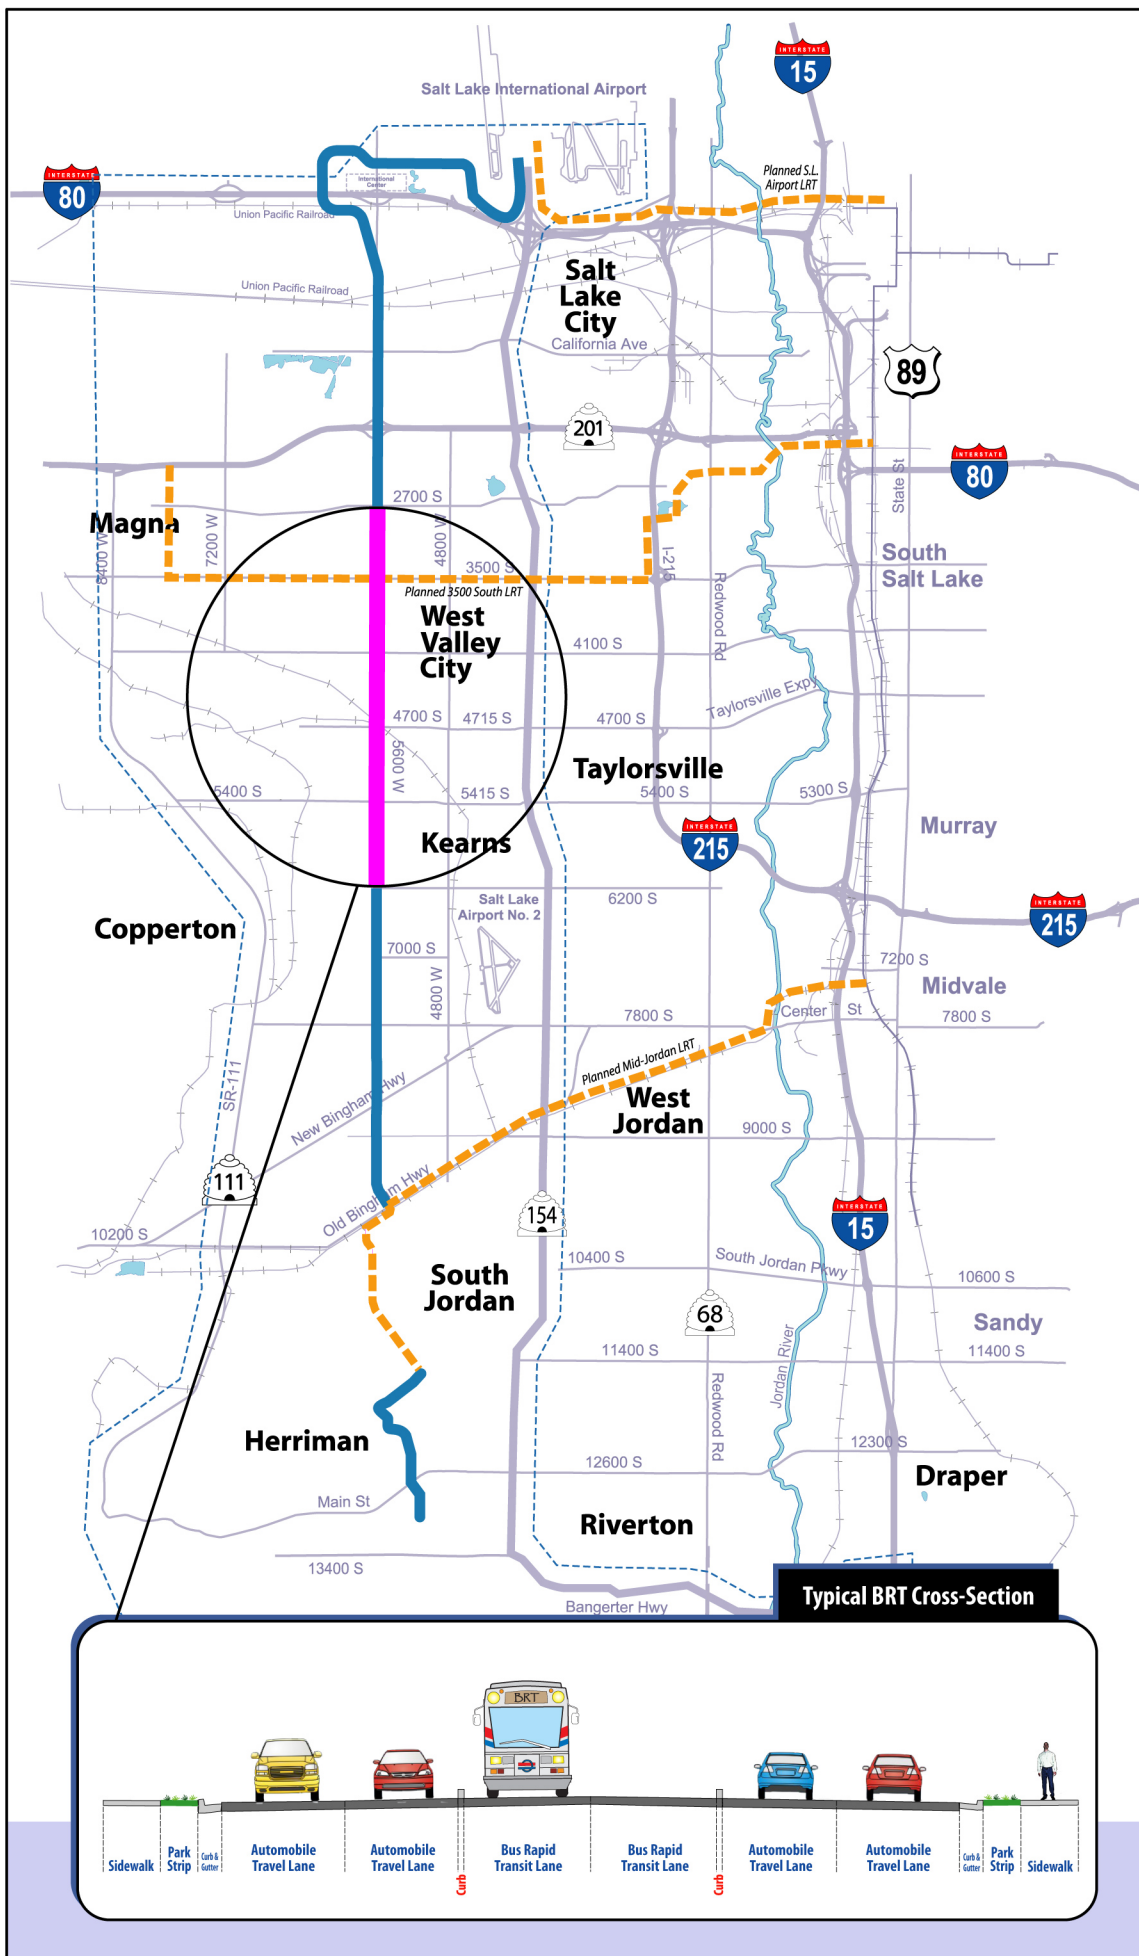 INTERSTATE
15
Salt Lake International Airport
Planned S.L.
Airport LRT
INTERSTATE
80
International
Center
Union Pacific Railroad
Union Pacific Railroad
Salt
Lake
City
California Ave
89
201
INTERSTATE
80
State St
2700 S
Magna
8400 W
7200 W
4800 W
3500 S
I-215
Planned 3500 South LRT
South
Salt Lake
Redwood Rd
West
Valley
City
4100 S
4700 S
4715 S
4700 S
Taylorsville Expy
5600 W
Taylorsville
5400 S
5415 S
5400 S
5300 S
Kearns
INTERSTATE
215
Murray
Salt Lake
Airport No. 2
6200 S
INTERSTATE
215
Copperton
7000 S
4800 W
7200 S
Midvale
7800 S
Center St
7800 S
Planned Mid-Jordan LRT
SR-111
New Bingham Hwy
West
Jordan
9000 S
111
Old Bingham Hwy
154
INTERSTATE
15
10200 S
10400 S
South Jordan Pkwy
10600 S
South
Jordan
68
Sandy
11400 S
11400 S
Jordan River
Redwood Rd
Herriman
12300 S
12600 S
Draper
Main St
Riverton
13400 S
Bangerter Hwy
Typical BRT Cross-Section
BRT
Sidewalk
Park
Strip
Curb &
Gutter
Automobile
Travel Lane
Automobile
Travel Lane
Curb
Bus Rapid
Transit Lane
Bus Rapid
Transit Lane
Curb
Automobile
Travel Lane
Automobile
Travel Lane
Curb &
Gutter
Park
Strip
Sidewalk